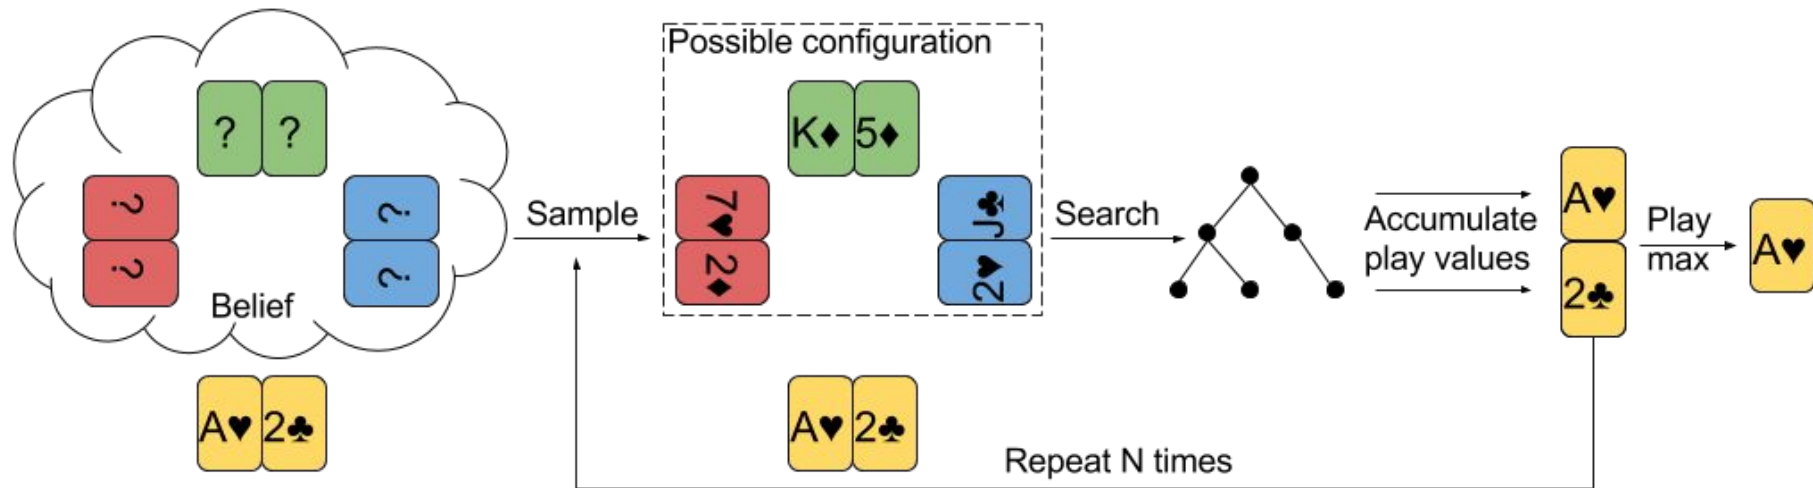 ? ?
?
?
?
?
Belief
A♥ 2♣
Sample
Possible configuration
K♦ 5♦
7♥
2♦
J♣
2♥
A♥ 2♣
Search
Accumulate
play values
A♥
2♣
Play
max
A♥
Repeat N times